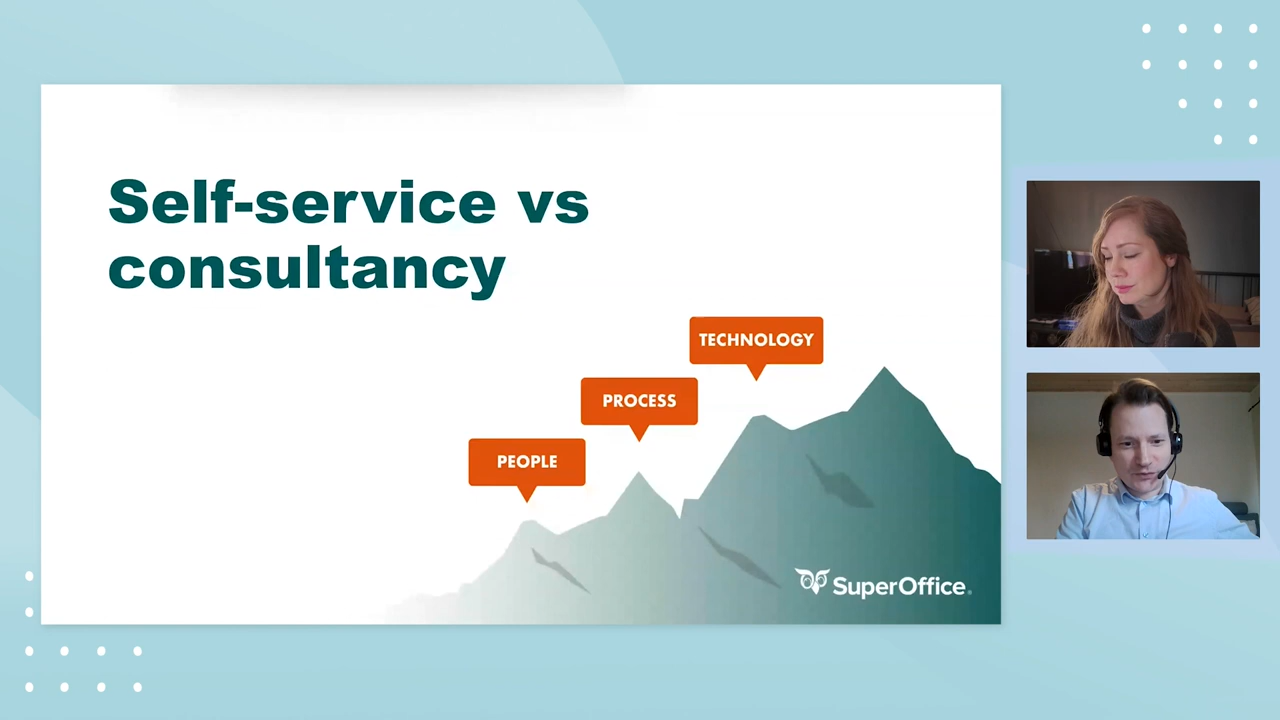 Self-service vs
consultancy
TECHNOLOGY
PROCESS
PEOPLE
SuperOffice